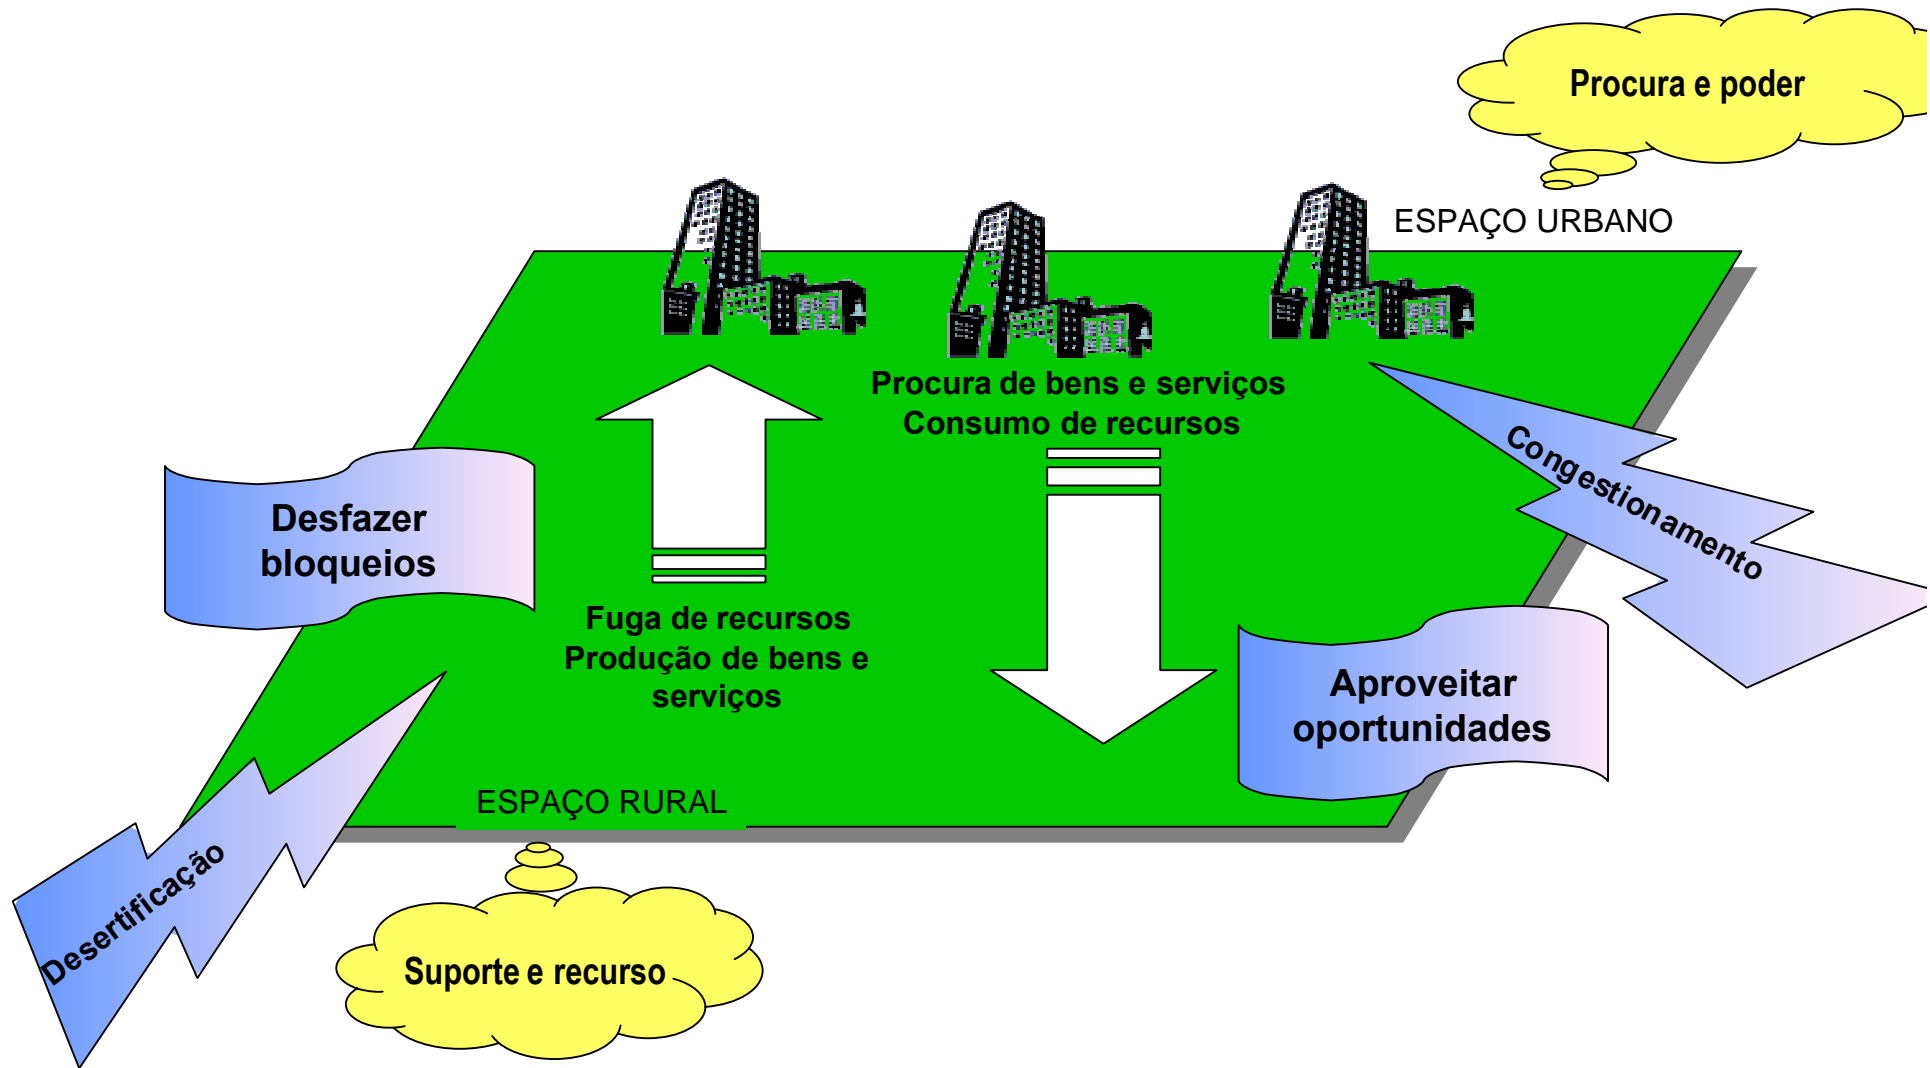 Procura e poder
ESPAÇO URBANO
Procura de bens e serviços
Consumo de recursos
Congestionamento
Desfazer
bloqueios
Fuga de recursos
Produção de bens e
serviços
Aproveitar
oportunidades
ESPAÇO RURAL
Desertificação
Suporte e recurso